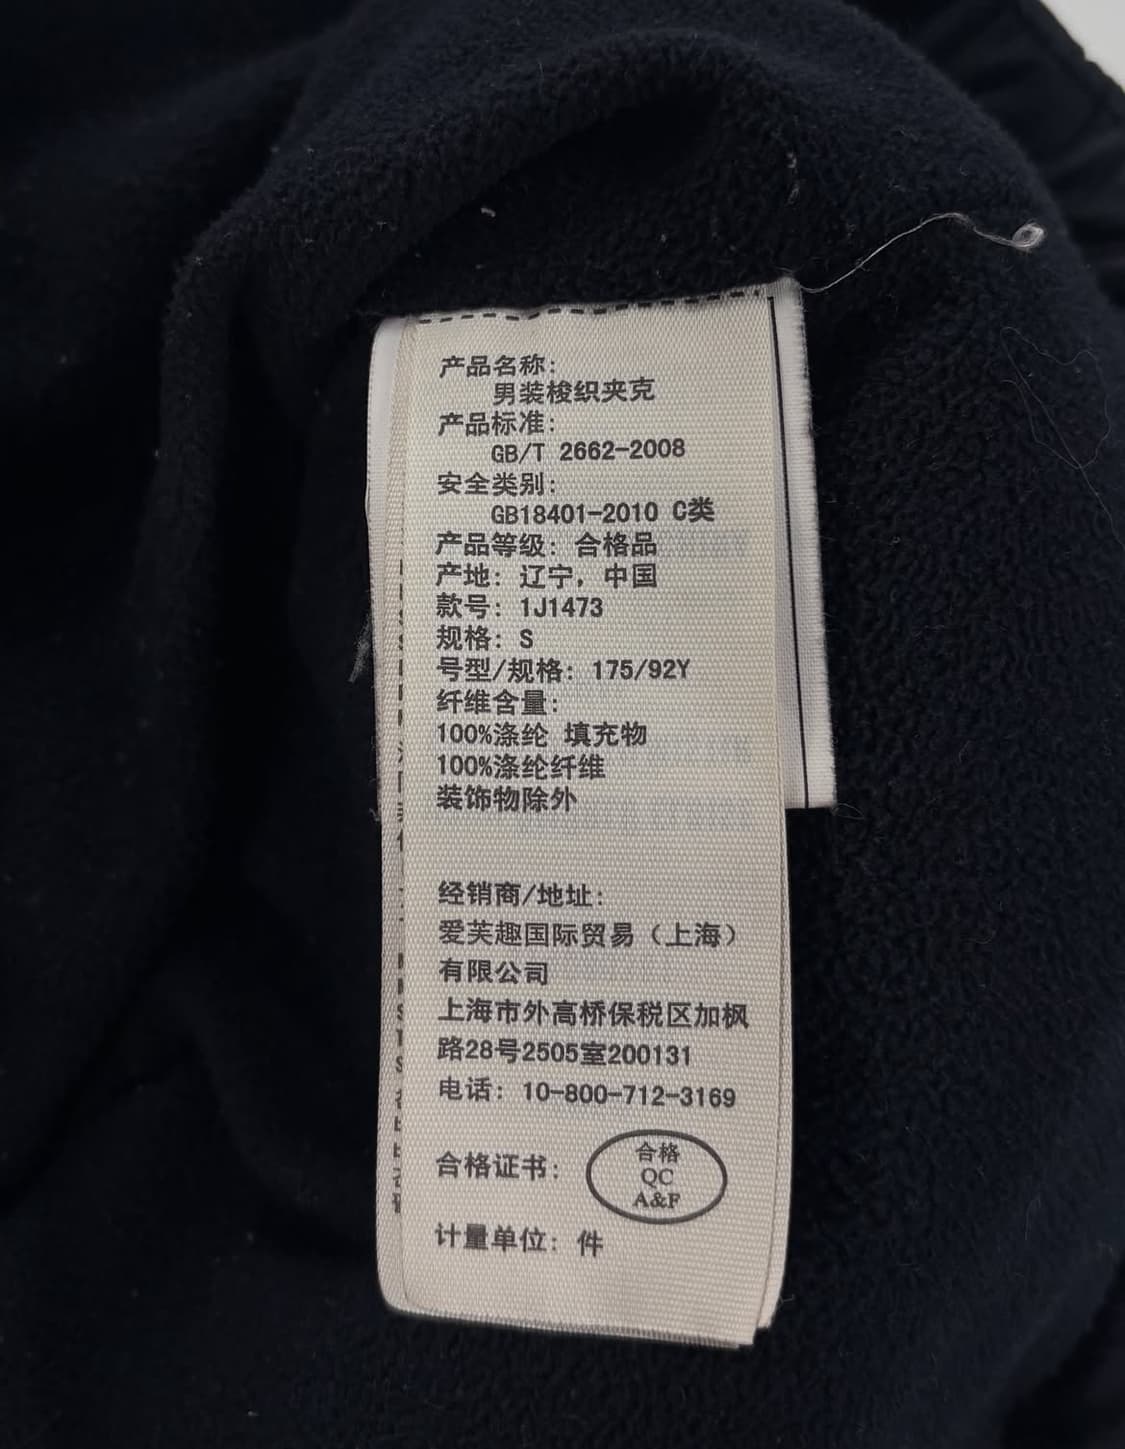 产品名称:
男装梭织夹克
产品标准:
GB/T 2662-2008
安全类别:
GB18401-2010 C类
产品等级: 合格品
产地: 辽宁, 中国
款号: 1J1473
规格: S
号型/规格: 175/92Y
纤维含量:
100%涤纶 填充物
100%涤纶纤维
装饰物除外
经销商/地址:
爱芙趣国际贸易（上海）
有限公司
上海市外高桥保税区加枫
路28号2505室200131
电话: 10-800-712-3169
合格证书:
合格
QC
A&F
计量单位: 件